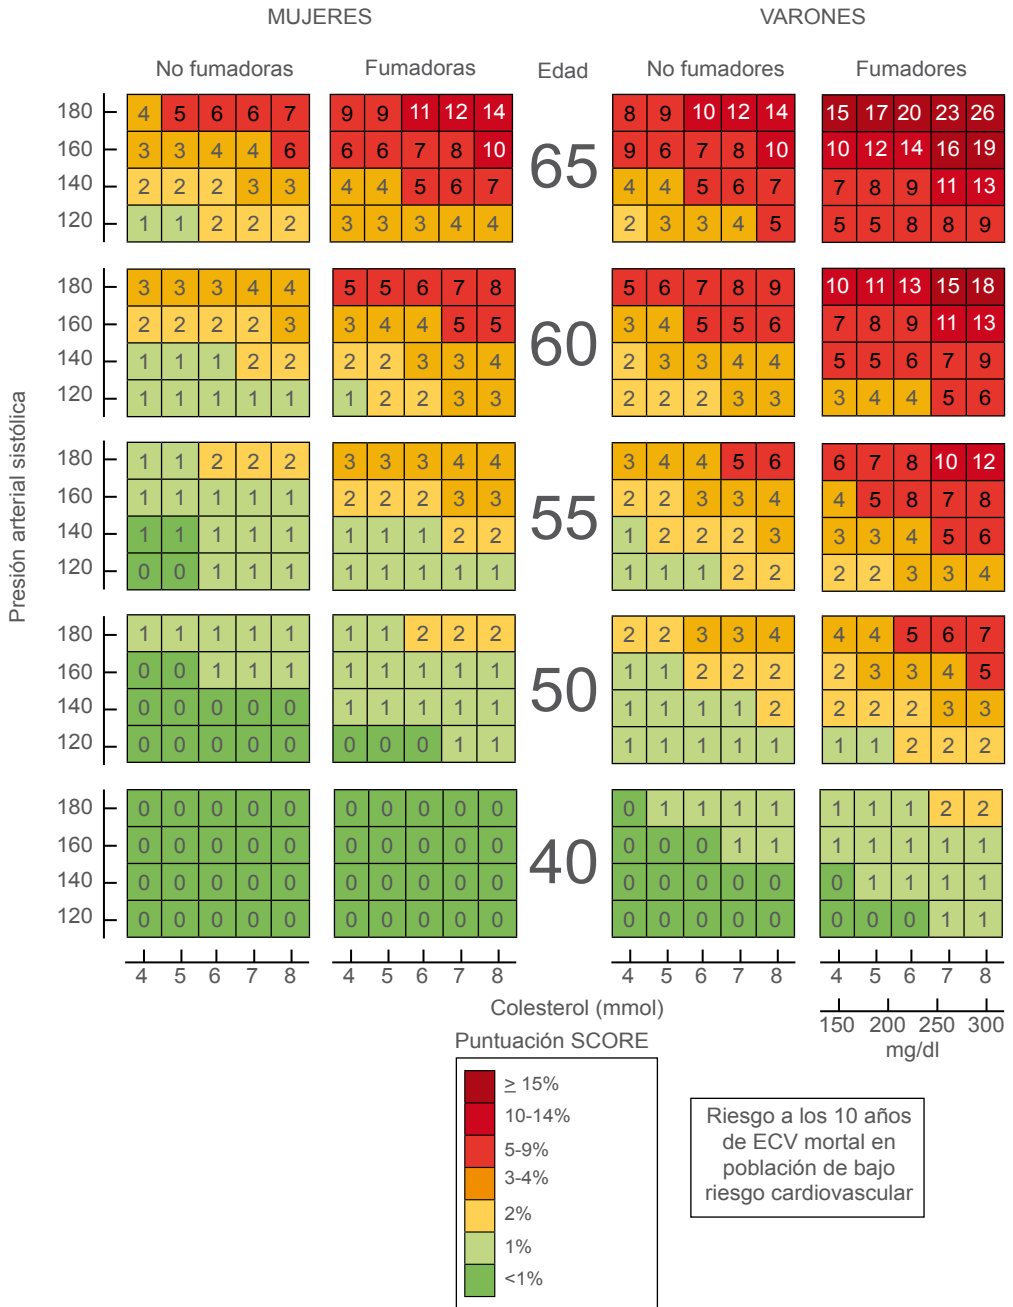 MUJERES VARONES
No fumadoras Fumadoras Edad No fumadores Fumadores
Presión arterial sistólica
180 4 5 6 6 7 9 9 11 12 14 8 9 10 12 14 15 17 20 23 26
160 3 3 4 4 6 6 6 7 8 10 9 6 7 8 10 10 12 14 16 19
65
140 2 2 2 3 3 4 4 5 6 7 4 4 5 6 7 7 8 9 11 13
120 1 1 2 2 2 3 3 3 4 4 2 3 3 4 5 5 5 8 8 9
180 3 3 3 4 4 5 5 6 7 8 5 6 7 8 9 10 11 13 15 18
160 2 2 2 2 3 3 4 4 5 5 3 4 5 5 6 7 8 9 11 13
60
140 1 1 1 2 2 2 2 3 3 4 2 3 3 4 4 5 5 6 7 9
120 1 1 1 1 1 1 2 2 3 3 2 2 2 3 3 3 4 4 5 6
180 1 1 2 2 2 3 3 3 4 4 3 4 4 5 6 6 7 8 10 12
160 1 1 1 1 1 2 2 2 3 3 2 2 3 3 4 4 5 8 7 8
55
140 1 1 1 1 1 1 1 1 2 2 1 2 2 2 3 3 3 4 5 6
120 0 0 1 1 1 1 1 1 1 1 1 1 1 2 2 2 2 3 3 4
180 1 1 1 1 1 1 1 2 2 2 2 2 3 3 4 4 4 5 6 7
160 0 0 1 1 1 1 1 1 1 1 1 1 2 2 2 2 3 3 4 5
50
140 0 0 0 0 0 1 1 1 1 1 1 1 1 1 2 2 2 2 3 3
120 0 0 0 0 0 0 0 0 1 1 1 1 1 1 1 1 1 2 2 2
180 0 0 0 0 0 0 0 0 0 0 0 1 1 1 1 1 1 1 2 2
160 0 0 0 0 0 0 0 0 0 0 0 0 0 1 1 1 1 1 1 1
40
140 0 0 0 0 0 0 0 0 0 0 0 0 0 0 0 0 1 1 1 1
120 0 0 0 0 0 0 0 0 0 0 0 0 0 0 0 0 0 0 1 1
4 5 6 7 8 4 5 6 7 8 4 5 6 7 8 4 5 6 7 8
Colesterol (mmol)
150 200 250 300
mg/dl
Puntuación SCORE
≥ 15%
10-14%
5-9%
3-4%
2%
1%
<1%
Riesgo a los 10 años
de ECV mortal en
población de bajo
riesgo cardiovascular